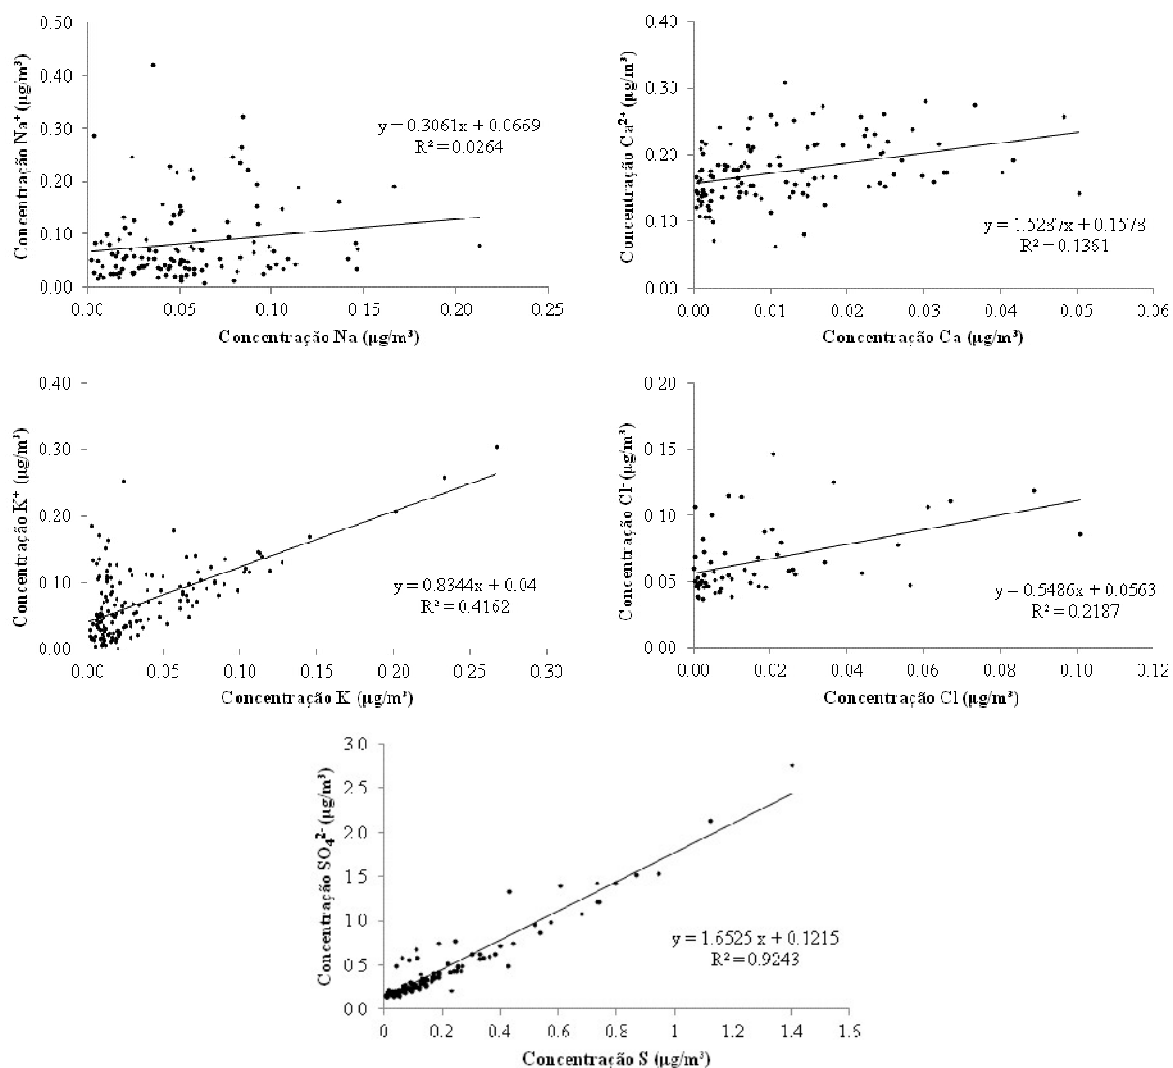 0.50
0.40
0.30
0.20
0.10
0.00
Concentração Na⁺ (µg/m³)
y = 0.3061x + 0.0669
R² = 0.0264
0.00 0.05 0.10 0.15 0.20 0.25
Concentração Na (µg/m³)
0.40
0.30
0.20
0.10
0.00
Concentração Ca²⁺ (µg/m³)
y = 1.5287x + 0.1578
R² = 0.1361
0.00 0.01 0.02 0.03 0.04 0.05 0.06
Concentração Ca (µg/m³)
0.40
0.30
0.20
0.10
0.00
Concentração K⁺ (µg/m³)
y = 0.8344x + 0.04
R² = 0.4162
0.00 0.05 0.10 0.15 0.20 0.25 0.30
Concentração K (µg/m³)
0.20
0.15
0.10
0.05
0.00
Concentração Cl⁻ (µg/m³)
y = 0.5486x + 0.0563
R² = 0.2187
0.00 0.02 0.04 0.06 0.08 0.10 0.12
Concentração Cl (µg/m³)
3.0
2.5
2.0
1.5
1.0
0.5
0.0
Concentração SO₄²⁻ (µg/m³)
y = 1.6525 x + 0.1215
R² = 0.9243
0 0.2 0.4 0.6 0.8 1 1.2 1.4 1.6
Concentração S (µg/m³)